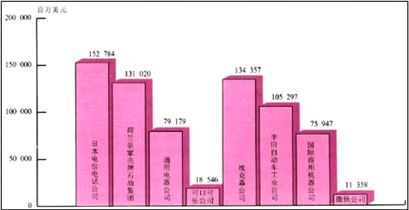 百万美元
200 000
150 000
100 000
50 000
0
152 784
131 020
79 179
18 546
134 357
105 297
75 947
11 358
日本电信电话公司
荷兰皇家壳牌石油集团
通用电器公司
可口可
乐公司
埃克森公司
丰田自动车工业公司
国际商用机器公司
微软公司